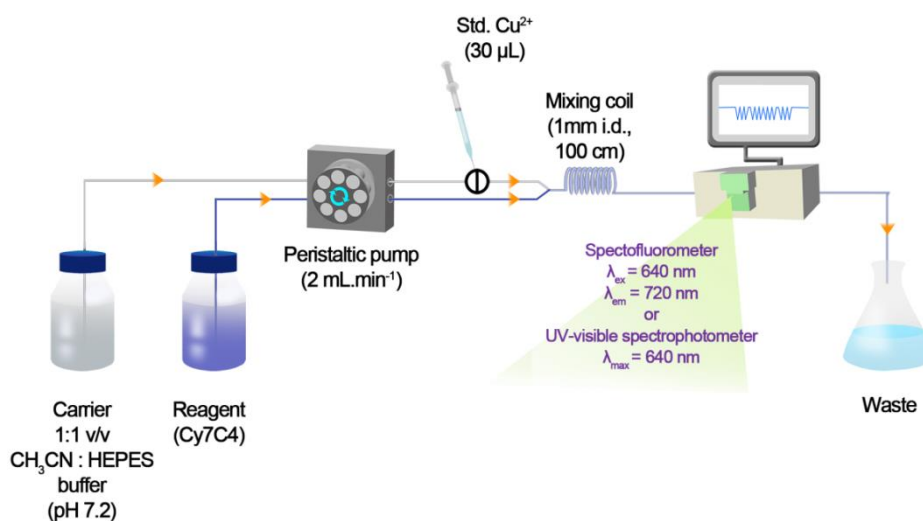 Std. Cu²⁺
(30 µL)
Mixing coil
(1mm i.d.,
100 cm)
Peristaltic pump
(2 mL.min⁻¹)
Spectofluorometer
λex = 640 nm
λem = 720 nm
or
UV-visible spectrophotometer
λmax = 640 nm
Carrier
1:1 v/v
CH₃CN : HEPES
buffer
(pH 7.2)
Reagent
(Cy7C4)
Waste